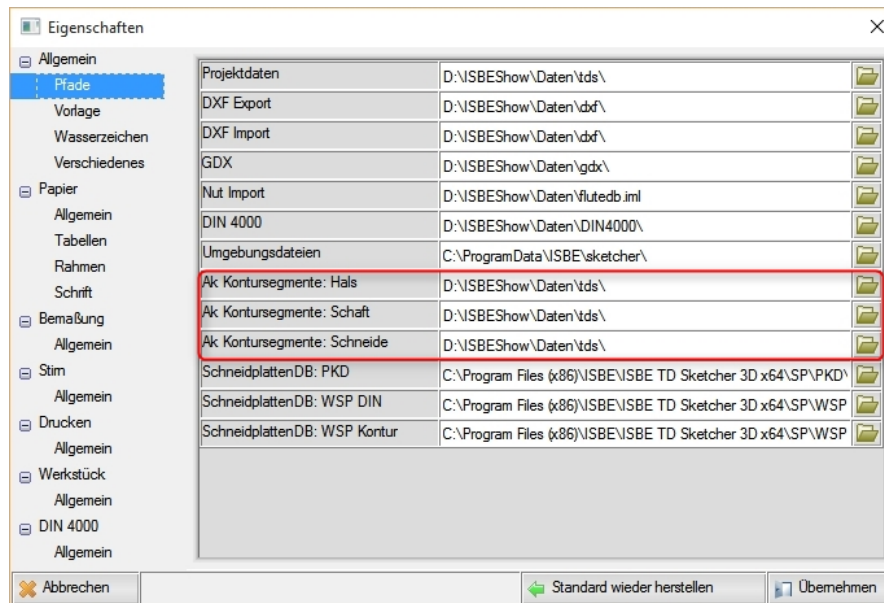 Eigenschaften
Allgemein
Pfade
Vorlage
Wasserzeichen
Verschiedenes
Papier
Allgemein
Tabellen
Rahmen
Schrift
Bemaßung
Allgemein
Stirn
Allgemein
Drucken
Allgemein
Werkstück
Allgemein
DIN 4000
Allgemein
Projektdaten D:\ISBEShow\Daten\tds\
DXF Export D:\ISBEShow\Daten\dxf\
DXF Import D:\ISBEShow\Daten\dxf\
GDX D:\ISBEShow\Daten\gdx\
Nut Import D:\ISBEShow\Daten\flutedb.iml
DIN 4000 D:\ISBEShow\Daten\DIN4000\
Umgebungsdateien C:\ProgramData\ISBE\sketcher\
Ak Kontursegmente: Hals D:\ISBEShow\Daten\tds\
Ak Kontursegmente: Schaft D:\ISBEShow\Daten\tds\
Ak Kontursegmente: Schneide D:\ISBEShow\Daten\tds\
SchneidplattenDB: PKD C:\Program Files (x86)\ISBE\ISBE TD Sketcher 3D x64\SP\PKD\
SchneidplattenDB: WSP DIN C:\Program Files (x86)\ISBE\ISBE TD Sketcher 3D x64\SP\WSP
SchneidplattenDB: WSP Kontur C:\Program Files (x86)\ISBE\ISBE TD Sketcher 3D x64\SP\WSP
Abbrechen Standard wieder herstellen Übernehmen